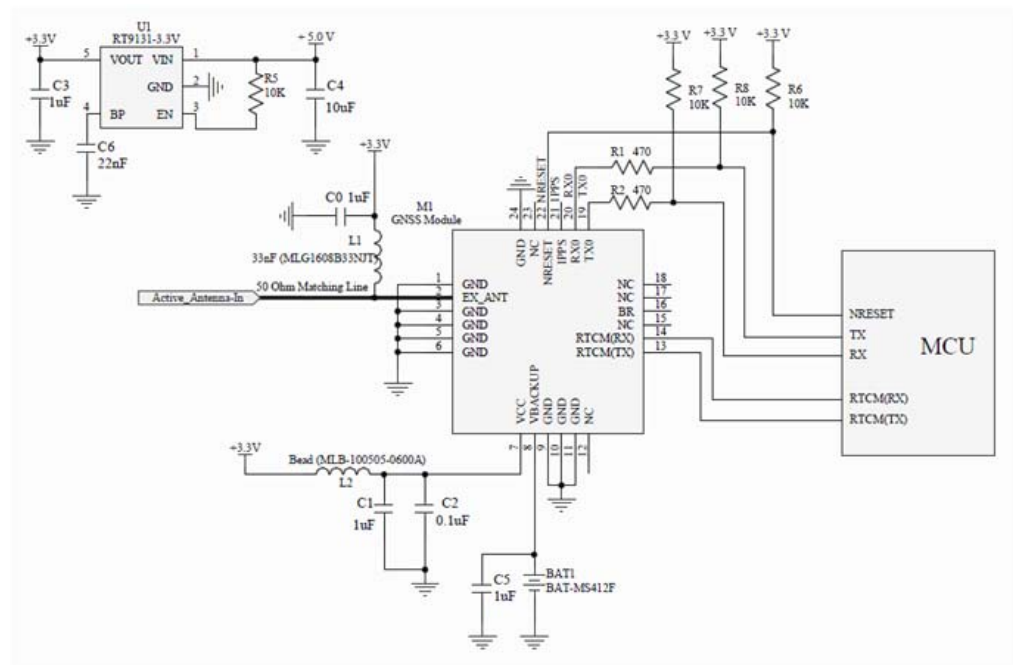 U1
RT9131-3.3V
+3.3V
+ 5.0 V
5
VOUT VIN
1
GND
2
4
BP
EN
3
C3
1uF
R5
10K
C4
10uF
C6
22nF
+3.3V
C0 1uF
L1
33nF (MLG1608B33NJT)
50 Ohm Matching Line
Active_Antenna-In
M1
GNSS Module
+3.3 V
+3.3 V
+3.3 V
R7
10K
R8
10K
R6
10K
R1 470
R2 470
24
23
22 NRESET
21 1PPS
20 RX0
19 TX0
GND
NC
NRESET
1PPS
RX0
TX0
1 GND
2 EX_ANT
3 GND
4 GND
5 GND
6 GND
NC 18
NC 17
BR 16
NC 15
RTCM(RX) 14
RTCM(TX) 13
VCC
VBACKUP
GND
GND
GND
NC
7
8
9
10
11
12
NRESET
TX
RX
MCU
RTCM(RX)
RTCM(TX)
+3.3V
Bead (MLB-100505-0600A)
L2
C1
1uF
C2
0.1uF
C5
1uF
BAT1
BAT-MS412F